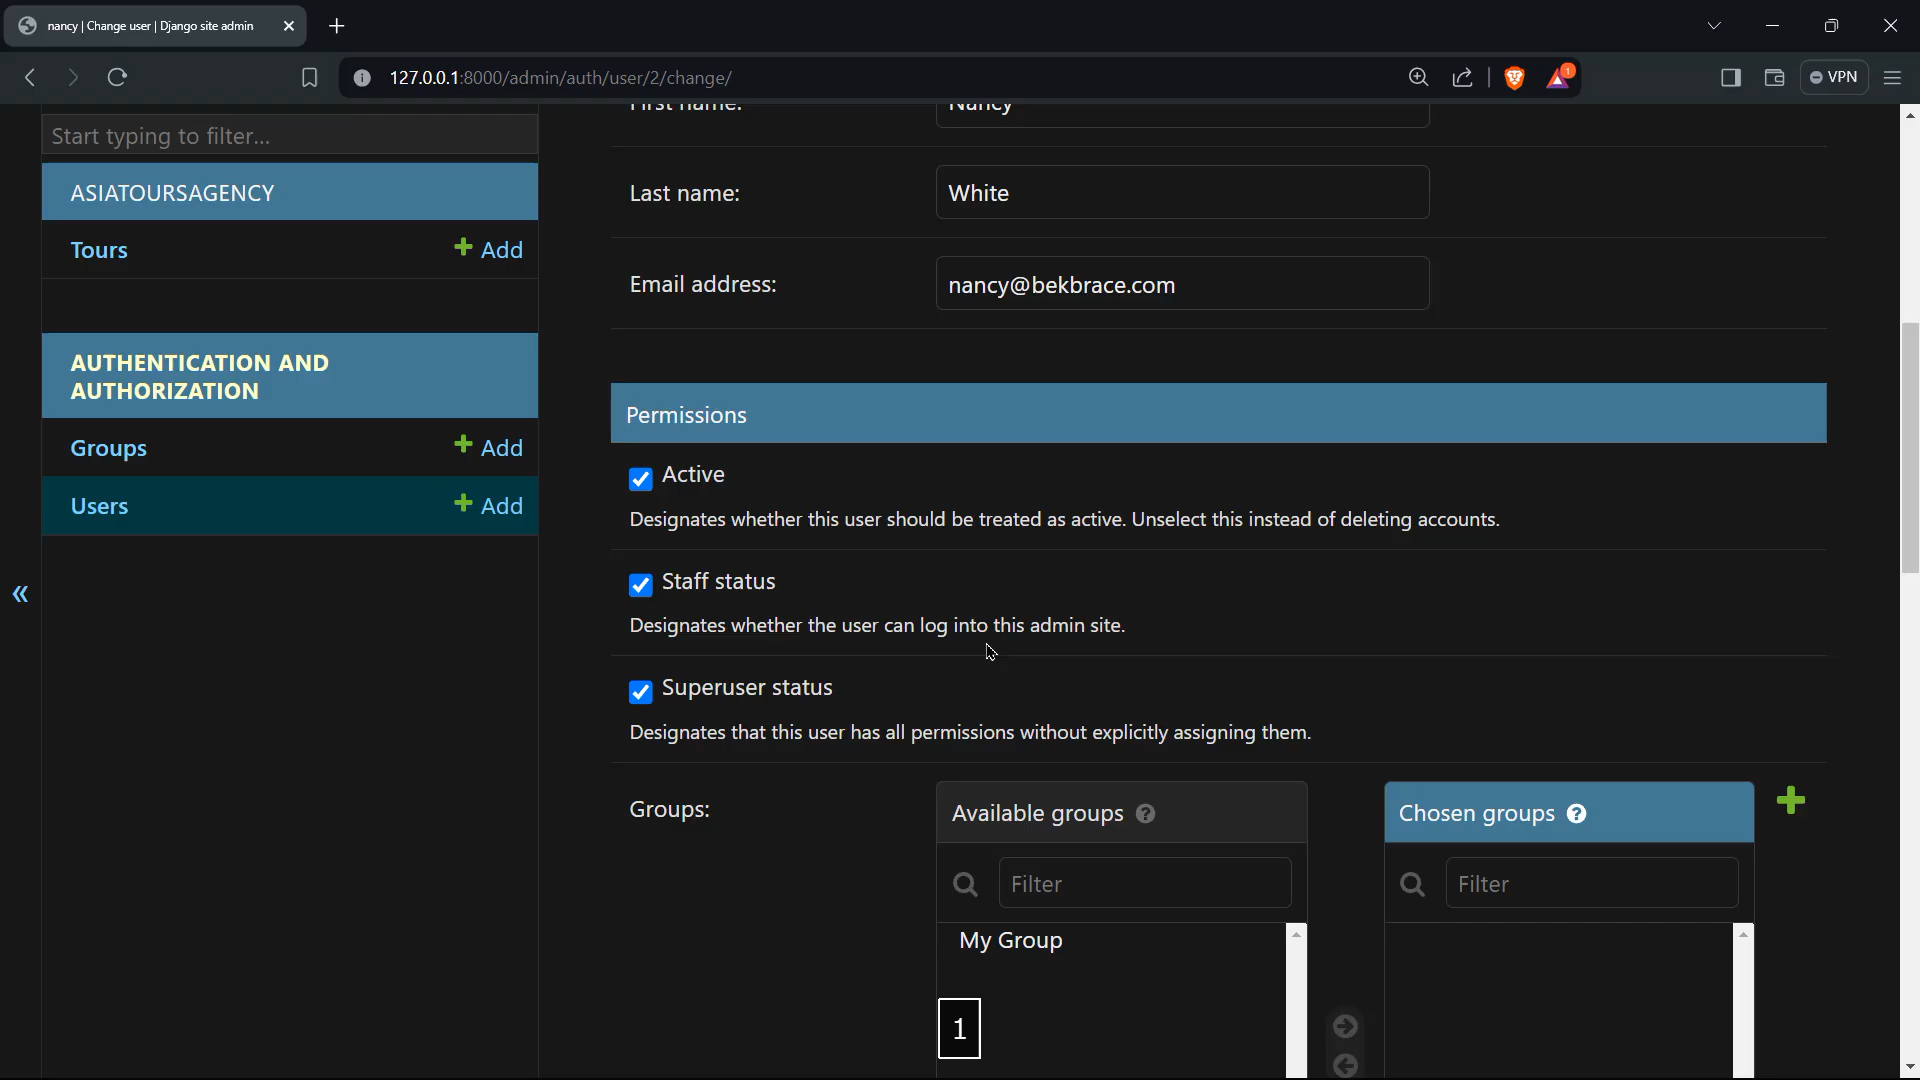 nancy | Change user | Django site admin
127.0.0.1:8000/admin/auth/user/2/change/
1
VPN
Start typing to filter...
ASIATOURSAGENCY
Tours
Add
AUTHENTICATION AND
AUTHORIZATION
Groups
Add
Users
Add
«
First name:
Nancy
Last name:
White
Email address:
nancy@bekbrace.com
Permissions
Active
Designates whether this user should be treated as active. Unselect this instead of deleting accounts.
Staff status
Designates whether the user can log into this admin site.
Superuser status
Designates that this user has all permissions without explicitly assigning them.
Groups:
Available groups ?
Filter
My Group
1
Chosen groups ?
Filter